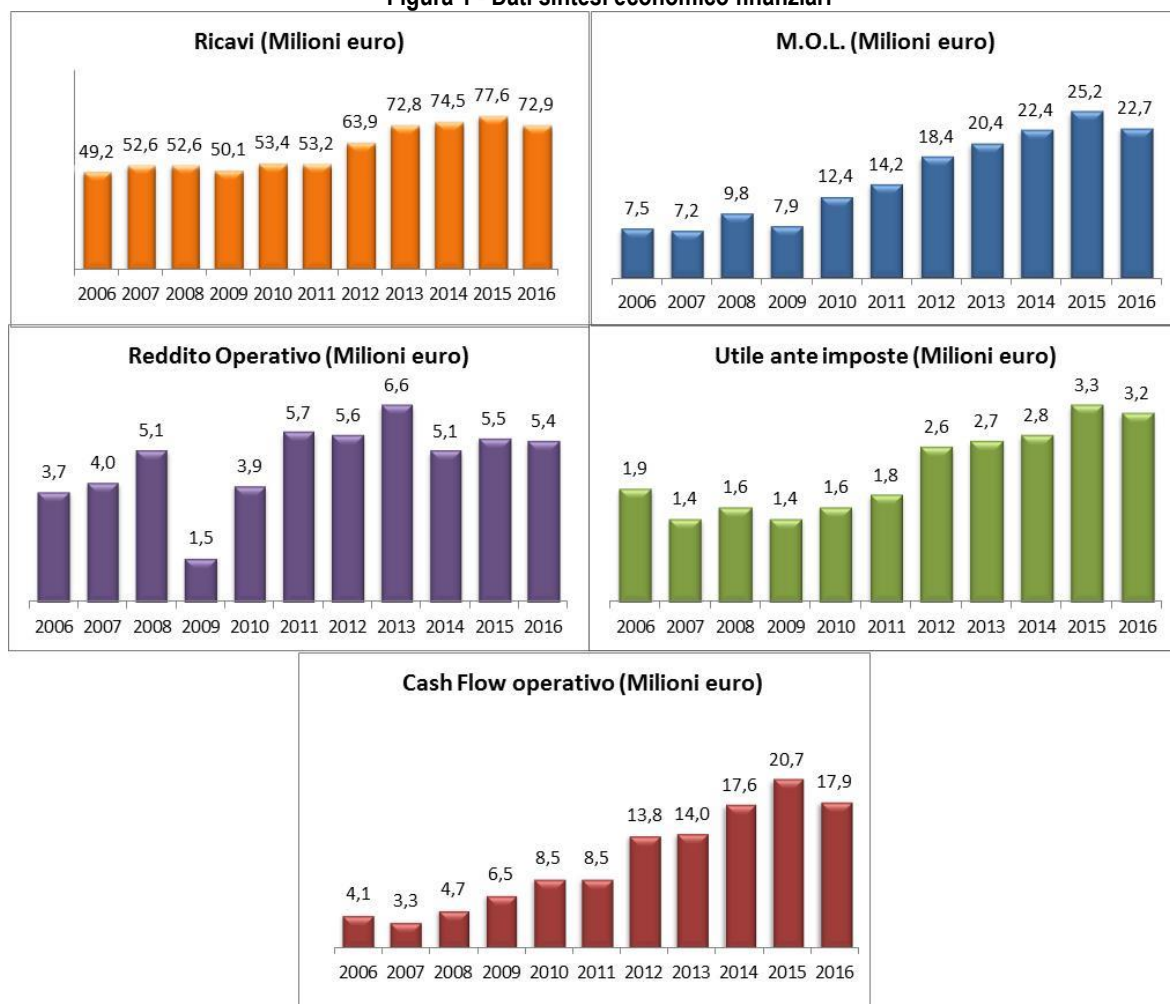 Figura 1 - Dati sintesi economico finanziari
Ricavi (Milioni euro)
49,2 52,6 52,6 50,1 53,4 53,2 63,9 72,8 74,5 77,6 72,9
2006 2007 2008 2009 2010 2011 2012 2013 2014 2015 2016
M.O.L. (Milioni euro)
7,5 7,2 9,8 7,9 12,4 14,2 18,4 20,4 22,4 25,2 22,7
2006 2007 2008 2009 2010 2011 2012 2013 2014 2015 2016
Reddito Operativo (Milioni euro)
3,7 4,0 5,1 1,5 3,9 5,7 5,6 6,6 5,1 5,5 5,4
2006 2007 2008 2009 2010 2011 2012 2013 2014 2015 2016
Utile ante imposte (Milioni euro)
1,9 1,4 1,6 1,4 1,6 1,8 2,6 2,7 2,8 3,3 3,2
2006 2007 2008 2009 2010 2011 2012 2013 2014 2015 2016
Cash Flow operativo (Milioni euro)
4,1 3,3 4,7 6,5 8,5 8,5 13,8 14,0 17,6 20,7 17,9
2006 2007 2008 2009 2010 2011 2012 2013 2014 2015 2016